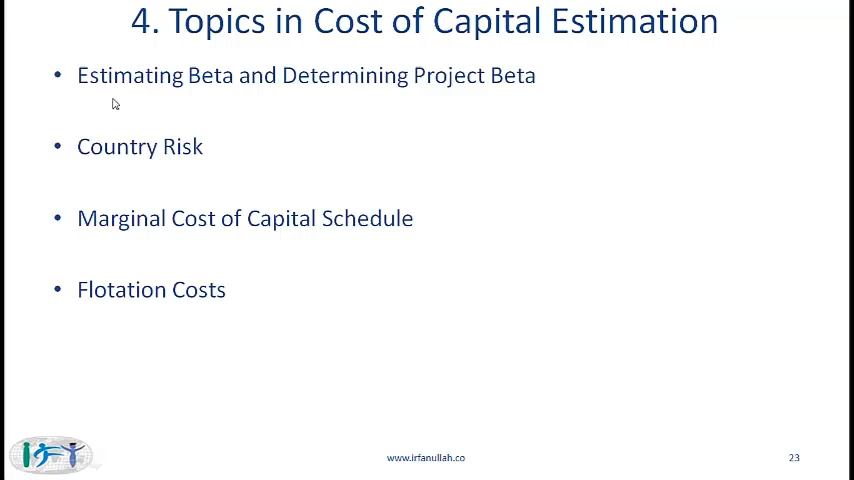 4. Topics in Cost of Capital Estimation
• Estimating Beta and Determining Project Beta
• Country Risk
• Marginal Cost of Capital Schedule
• Flotation Costs
www.irfanullah.co
23